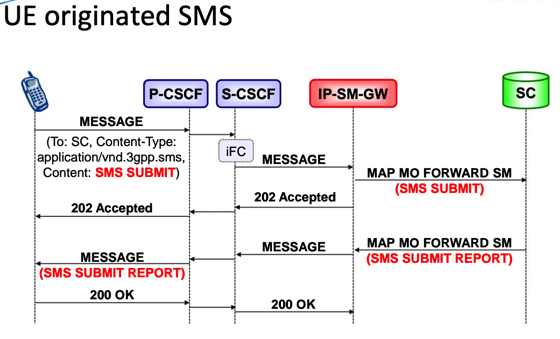 UE originated SMS
P-CSCF
S-CSCF
IP-SM-GW
SC
MESSAGE
(To: SC, Content-Type:
application/vnd.3gpp.sms,
Content: SMS SUBMIT)
iFC
MESSAGE
MAP MO FORWARD SM
(SMS SUBMIT)
202 Accepted
202 Accepted
MAP MO FORWARD SM
(SMS SUBMIT REPORT)
MESSAGE
MESSAGE
(SMS SUBMIT REPORT)
200 OK
200 OK